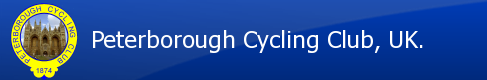 PETERBOROUGH CYCLING CLUB
1874
Peterborough Cycling Club, UK.